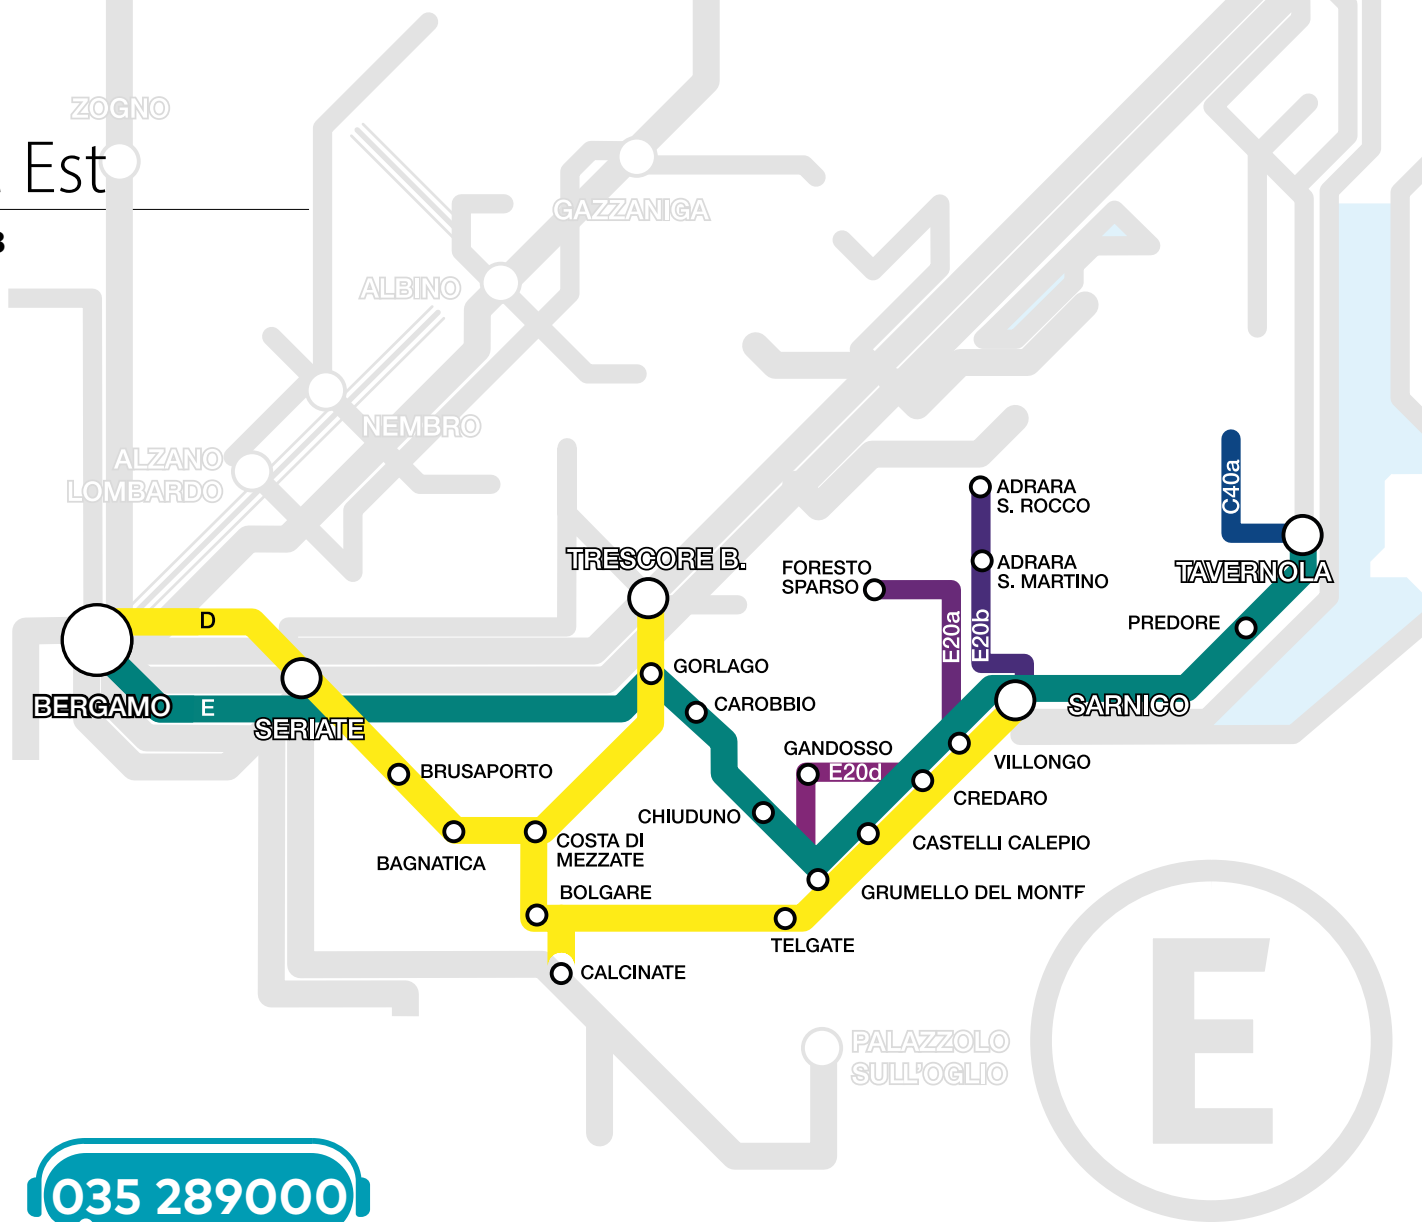 ZOGNO
Est
GAZZANIGA
ALBINO
NEMBRO
ALZANO
LOMBARDO
C40a
ADRARA
S. ROCCO
TRESCORE B.
FORESTO
SPARSO
ADRARA
S. MARTINO
TAVERNOLA
D
E20a
E20b
PREDORE
GORLAGO
BERGAMO
E
CAROBBIO
SARNICO
SERIATE
GANDOSSO
VILLONGO
BRUSAPORTO
E20d
CREDARO
CHIUDUNO
COSTA DI
MEZZATE
CASTELLI CALEPIO
BAGNATICA
BOLGARE
GRUMELLO DEL MONTE
TELGATE
CALCINATE
E
PALAZZOLO
SULL'OGLIO
035 289000